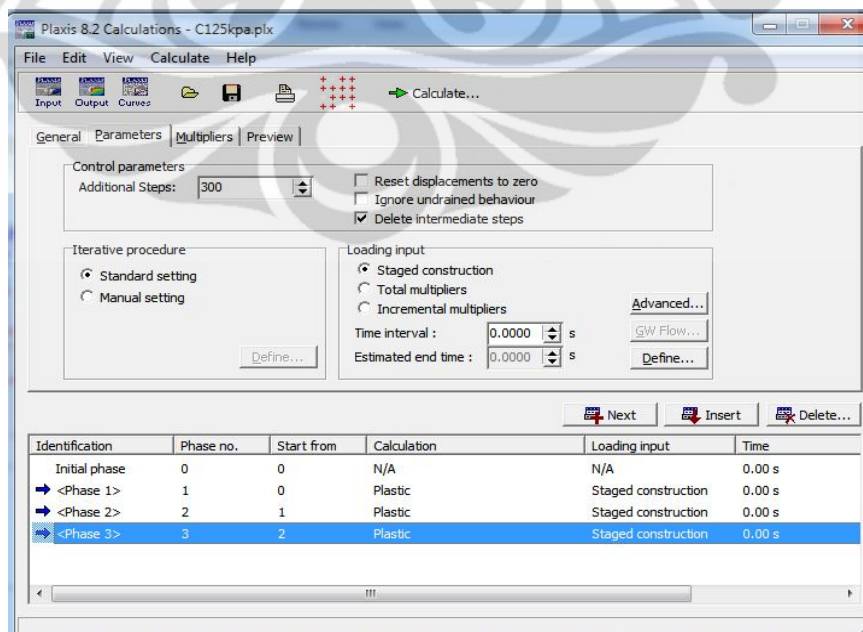 Plaxis 8.2 Calculations - C125kpa.plx
File Edit View Calculate Help
Input Output Curves Calculate...
General Parameters Multipliers Preview
Control parameters
Additional Steps: 300
Reset displacements to zero
Ignore undrained behaviour
Delete intermediate steps
Iterative procedure
Standard setting
Manual setting
Define...
Loading input
Staged construction
Total multipliers
Incremental multipliers
Time interval : 0.0000 s
Estimated end time : 0.0000 s
Advanced...
GW Flow...
Define...
Next Insert Delete...
Identification Phase no. Start from Calculation Loading input Time
Initial phase 0 0 N/A N/A 0.00 s
<Phase 1> 1 0 Plastic Staged construction 0.00 s
<Phase 2> 2 1 Plastic Staged construction 0.00 s
<Phase 3> 3 2 Plastic Staged construction 0.00 s